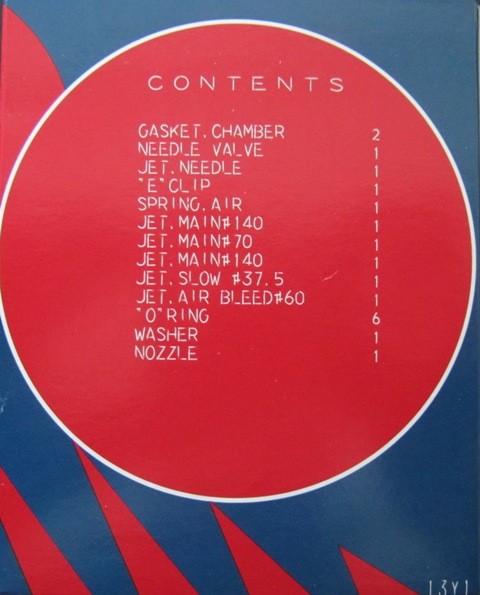 CONTENTS
GASKET.CHAMBER 2
NEEDLE VALVE 1
JET.NEEDLE 1
"E"CLIP 1
SPRING.AIR 1
JET.MAIN#140 1
JET.MAIN#70 1
JET.MAIN#140 1
JET.SLOW #37.5 1
JET.AIR BLEED#60 1
"O"RING 6
WASHER 1
NOZZLE 1